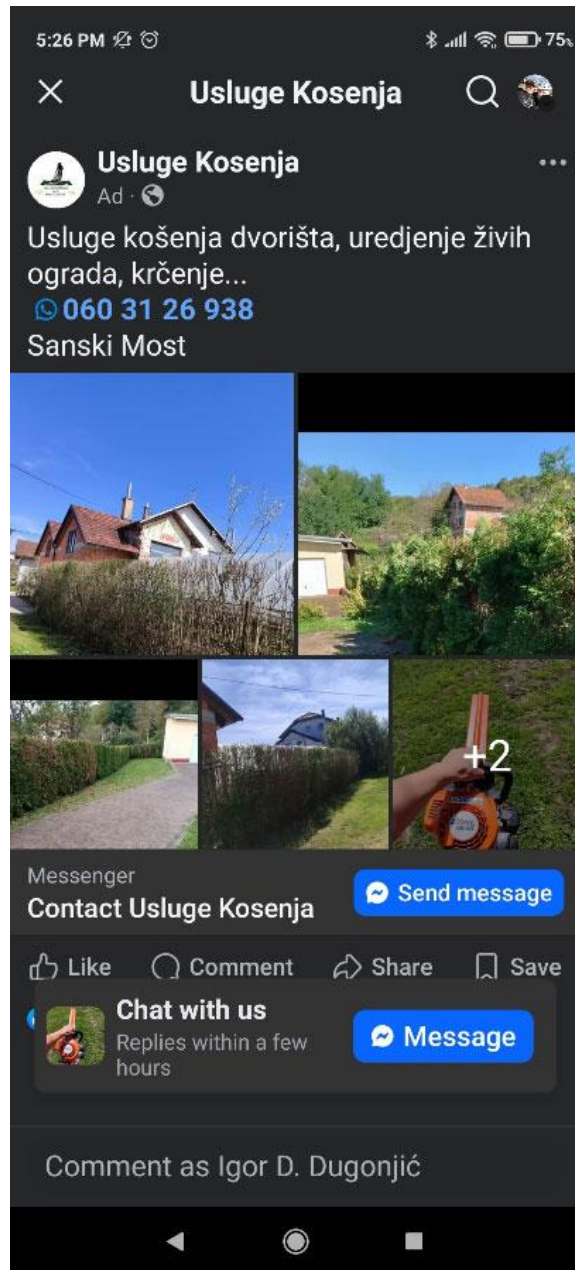 5:26 PM 75%
Usluge Kosenja
Usluge Kosenja
Ad
Usluge košenja dvorišta, uredjenje živih
ograda, krčenje...
060 31 26 938
Sanski Most
+2
Messenger
Contact Usluge Kosenja
Send message
Like Comment Share Save
Chat with us
Replies within a few
hours
Message
Comment as Igor D. Dugonjić